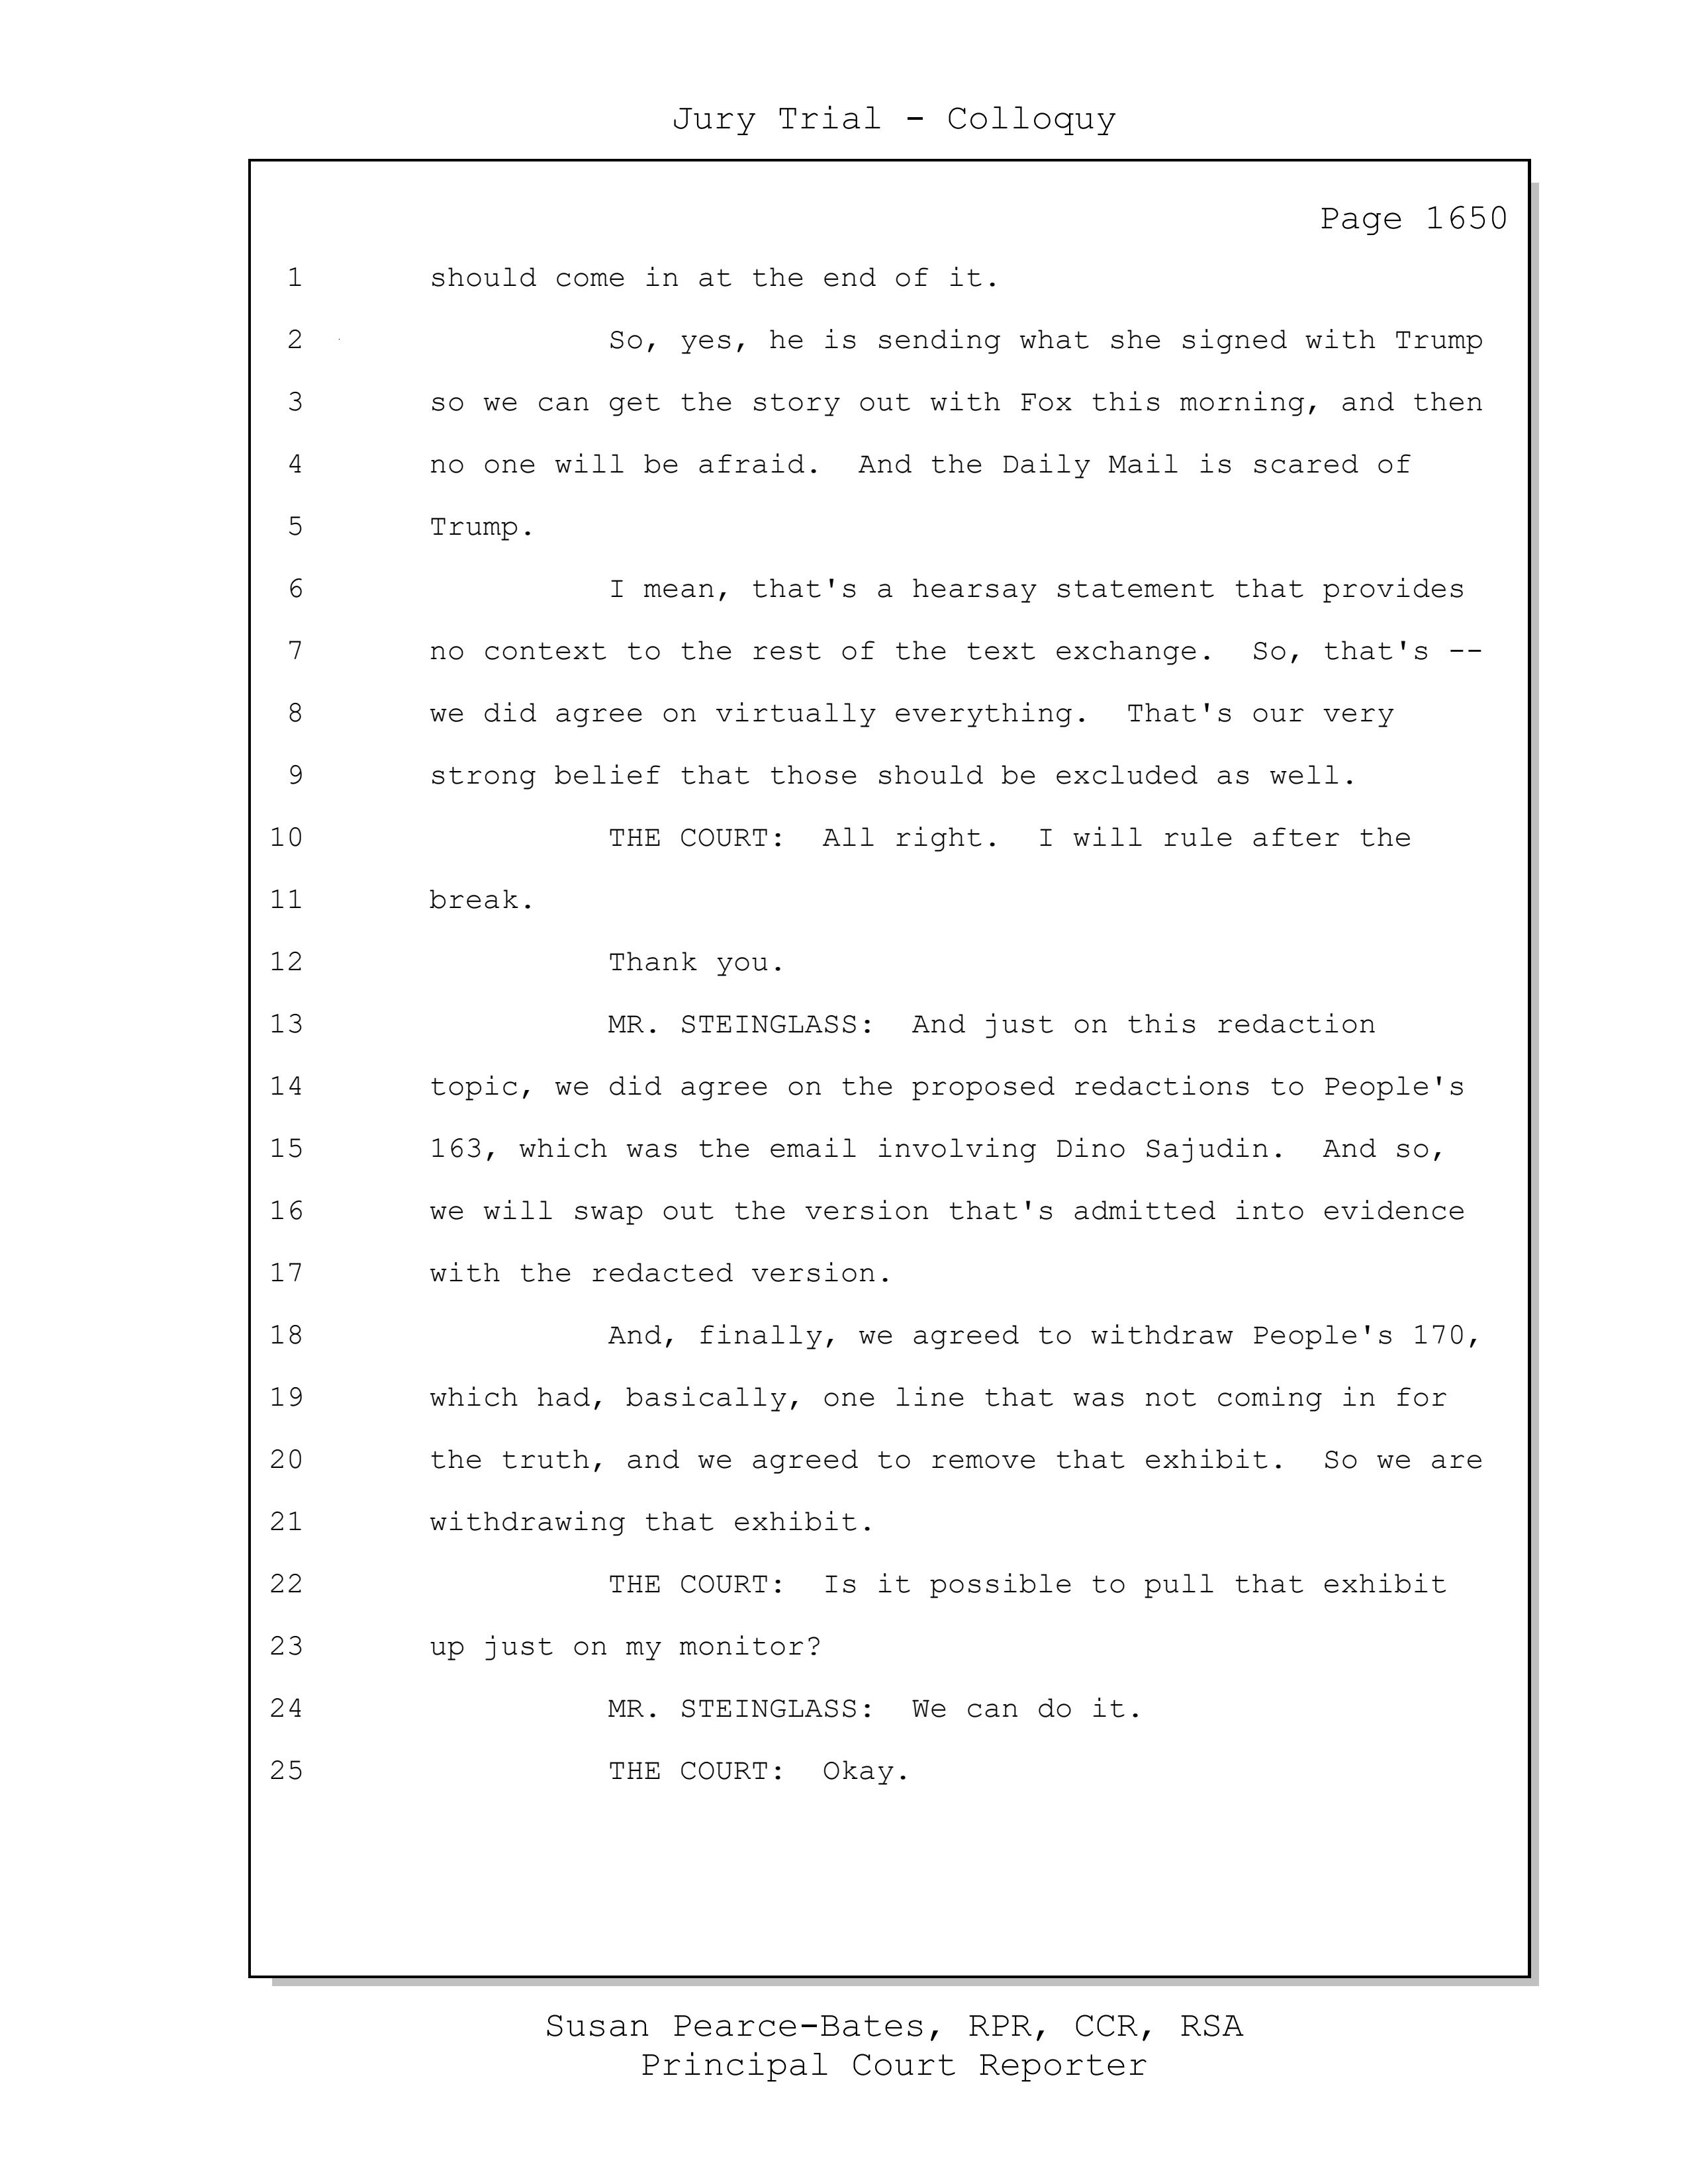 Jury Trial - Colloquy
Page 1650
1 should come in at the end of it.
2 So, yes, he is sending what she signed with Trump
3 so we can get the story out with Fox this morning, and then
4 no one will be afraid. And the Daily Mail is scared of
5 Trump.
6 I mean, that's a hearsay statement that provides
7 no context to the rest of the text exchange. So, that's --
8 we did agree on virtually everything. That's our very
9 strong belief that those should be excluded as well.
10 THE COURT: All right. I will rule after the
11 break.
12 Thank you.
13 MR. STEINGLASS: And just on this redaction
14 topic, we did agree on the proposed redactions to People's
15 163, which was the email involving Dino Sajudin. And so,
16 we will swap out the version that's admitted into evidence
17 with the redacted version.
18 And, finally, we agreed to withdraw People's 170,
19 which had, basically, one line that was not coming in for
20 the truth, and we agreed to remove that exhibit. So we are
21 withdrawing that exhibit.
22 THE COURT: Is it possible to pull that exhibit
23 up just on my monitor?
24 MR. STEINGLASS: We can do it.
25 THE COURT: Okay.
Susan Pearce-Bates, RPR, CCR, RSA
Principal Court Reporter